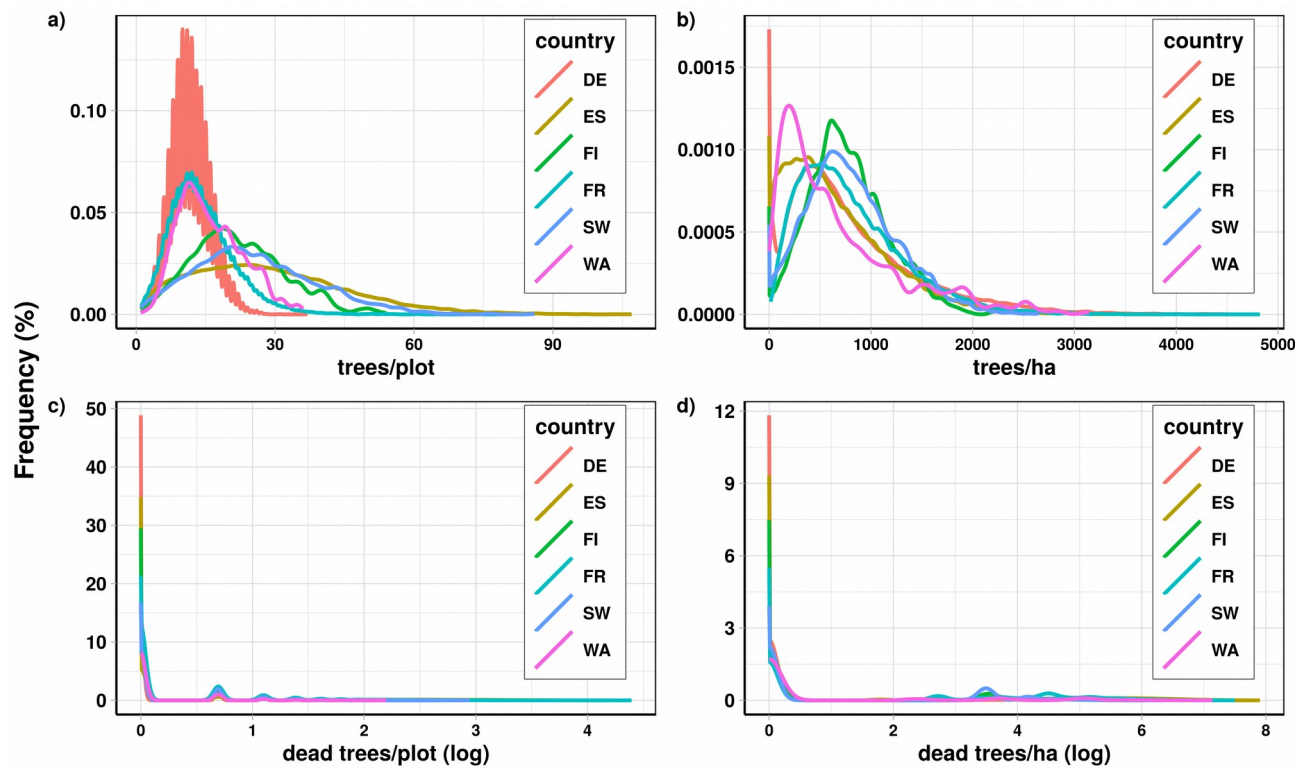 Frequency (%)
a)
0.10
0.05
0.00
0
30
60
90
trees/plot
country
DE
ES
FI
FR
SW
WA
b)
0.0015
0.0010
0.0005
0.0000
0
1000
2000
3000
4000
5000
trees/ha
country
DE
ES
FI
FR
SW
WA
c)
50
40
30
20
10
0
0
1
2
3
4
dead trees/plot (log)
country
DE
ES
FI
FR
SW
WA
d)
12
9
6
3
0
0
2
4
6
8
dead trees/ha (log)
country
DE
ES
FI
FR
SW
WA